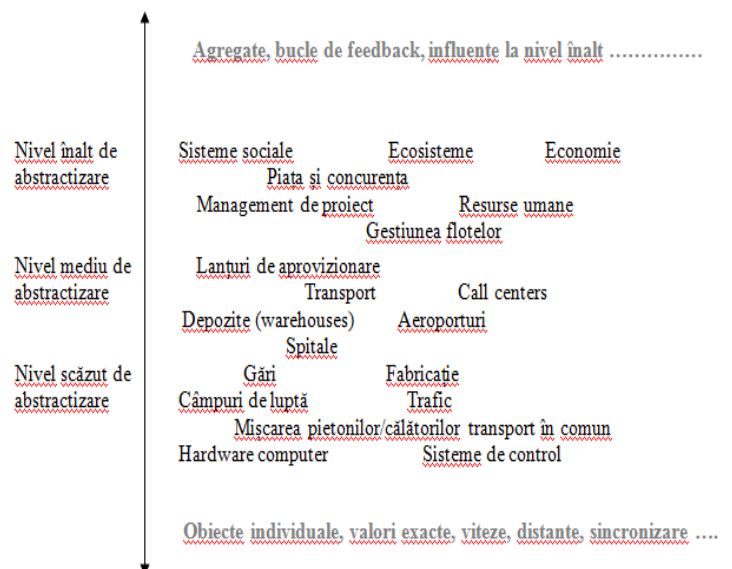 Agregate, bucle de feedback, influențe la nivel înalt ……………
Nivel înalt de abstractizare
Sisteme sociale Ecosisteme Economie
Piața și concurența
Management de proiect Resurse umane
Gestiunea flotelor
Nivel mediu de abstractizare
Lanțuri de aprovizionare
Transport Call centers
Depozite (warehouses) Aeroporturi
Spitale
Nivel scăzut de abstractizare
Gări Fabricație
Câmpuri de luptă Trafic
Mișcarea pietonilor/călătorilor transport în comun
Hardware computer Sisteme de control
Obiecte individuale, valori exacte, viteze, distante, sincronizare ….